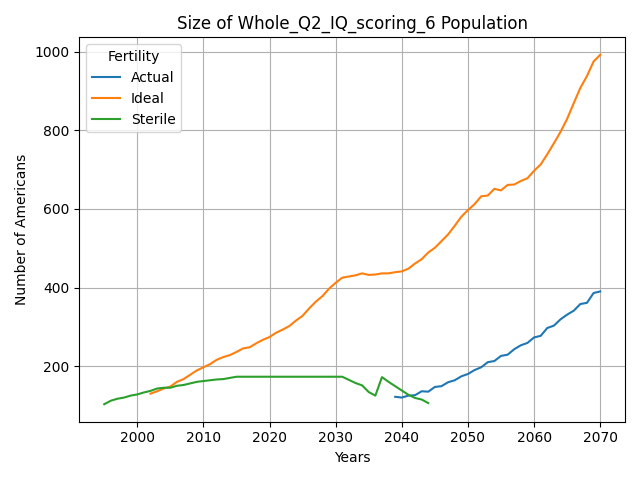 Size of Whole_Q2_IQ_scoring_6 Population
Fertility
Actual
Ideal
Sterile
Number of Americans
1000
800
600
400
200
2000 2010 2020 2030 2040 2050 2060 2070
Years